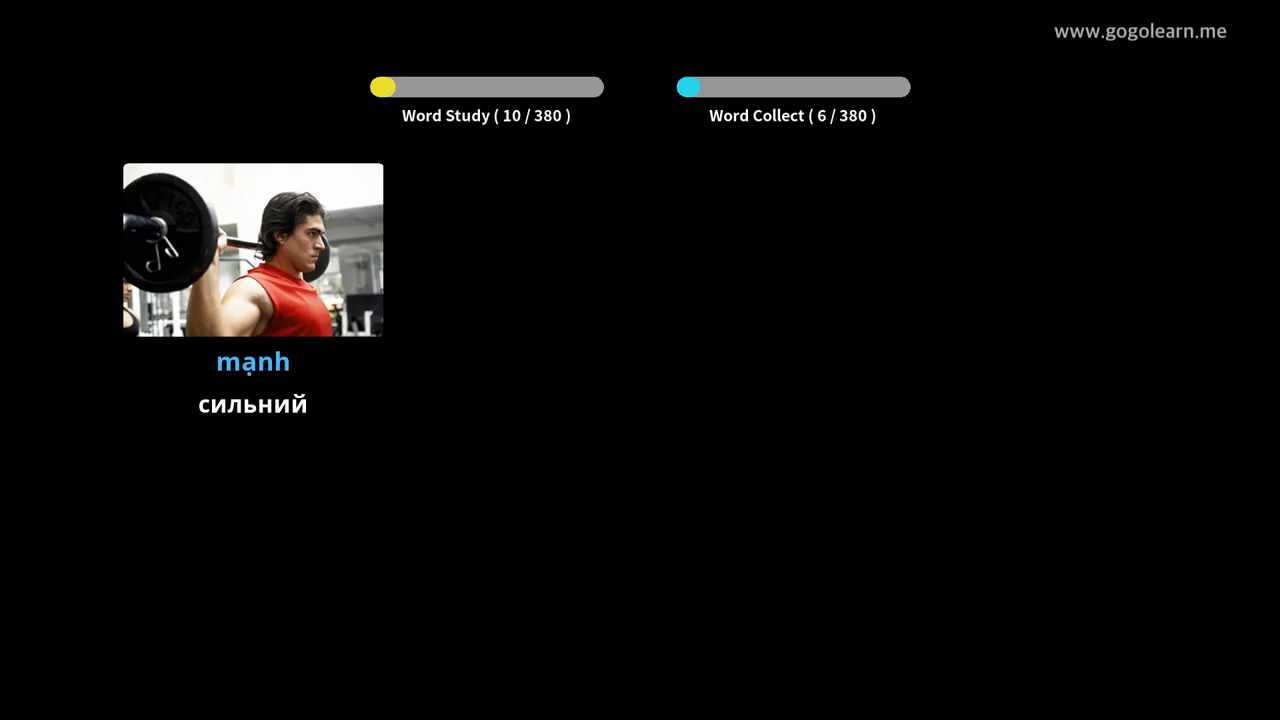 www.gogolearn.me
Word Study ( 10 / 380 )
Word Collect ( 6 / 380 )
mạnh
сильний